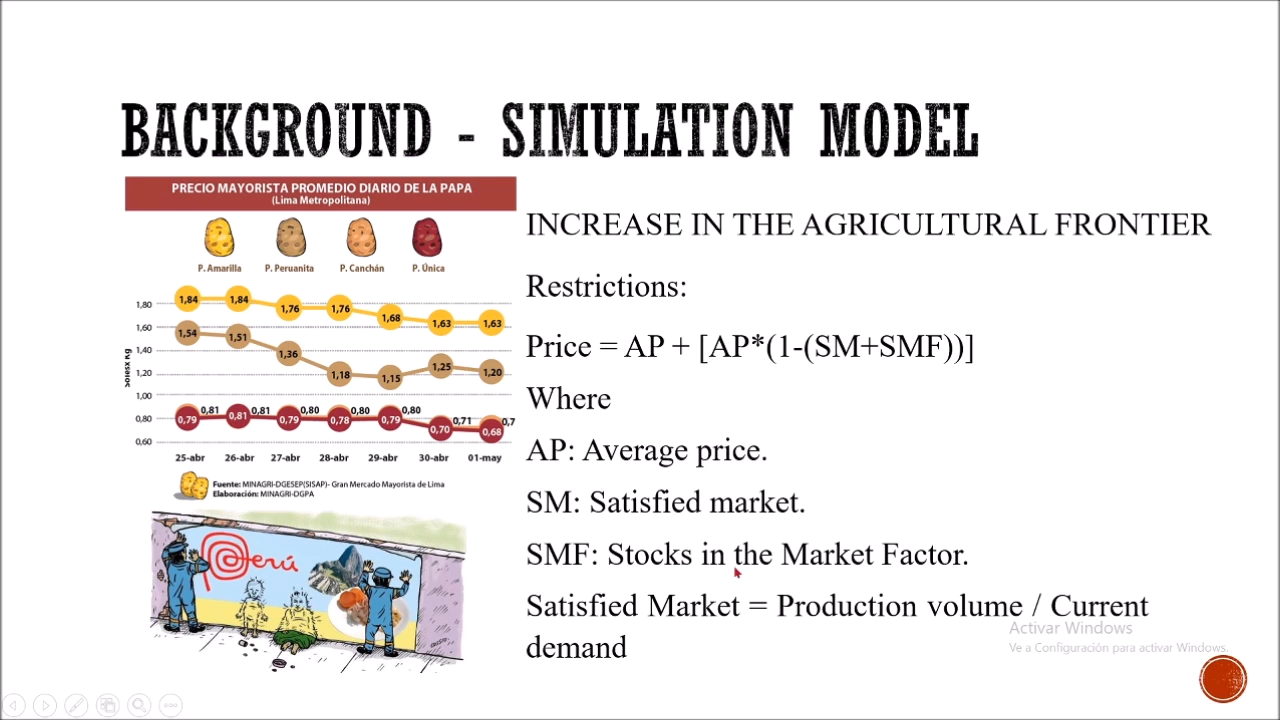 BACKGROUND - SIMULATION MODEL
PRECIO MAYORISTA PROMEDIO DIARIO DE LA PAPA
(Lima Metropolitana)
P. Amarilla P. Peruanita P. Canchán P. Única
1,80
1,60
1,40
1,20
1,00
0,80
0,60
1,84 1,84 1,76 1,76 1,68 1,63 1,63
1,54 1,51 1,36 1,18 1,15 1,25 1,20
0,81 0,81 0,80 0,80 0,80 0,71 0,7
0,79 0,81 0,79 0,78 0,79 0,70 0,68
25-abr 26-abr 27-abr 28-abr 29-abr 30-abr 01-may
Fuente: MINAGRI-DGESEP(SISAP)- Gran Mercado Mayorista de Lima
Elaboración: MINAGRI-DGPA
Perú
INCREASE IN THE AGRICULTURAL FRONTIER
Restrictions:
Price = AP + [AP*(1-(SM+SMF))]
Where
AP: Average price.
SM: Satisfied market.
SMF: Stocks in the Market Factor.
Satisfied Market = Production volume / Current
demand
Activar Windows
Ve a Configuración para activar Windows.